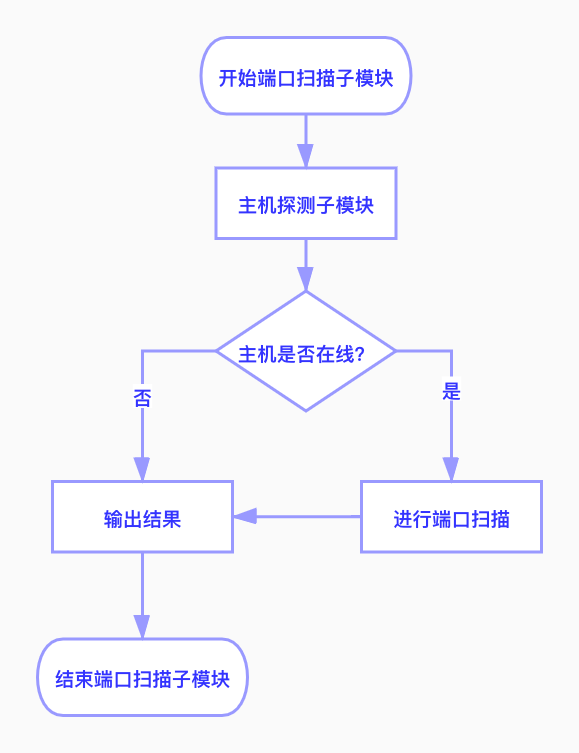 开始端口扫描子模块
主机探测子模块
主机是否在线?
否
是
输出结果
进行端口扫描
结束端口扫描子模块